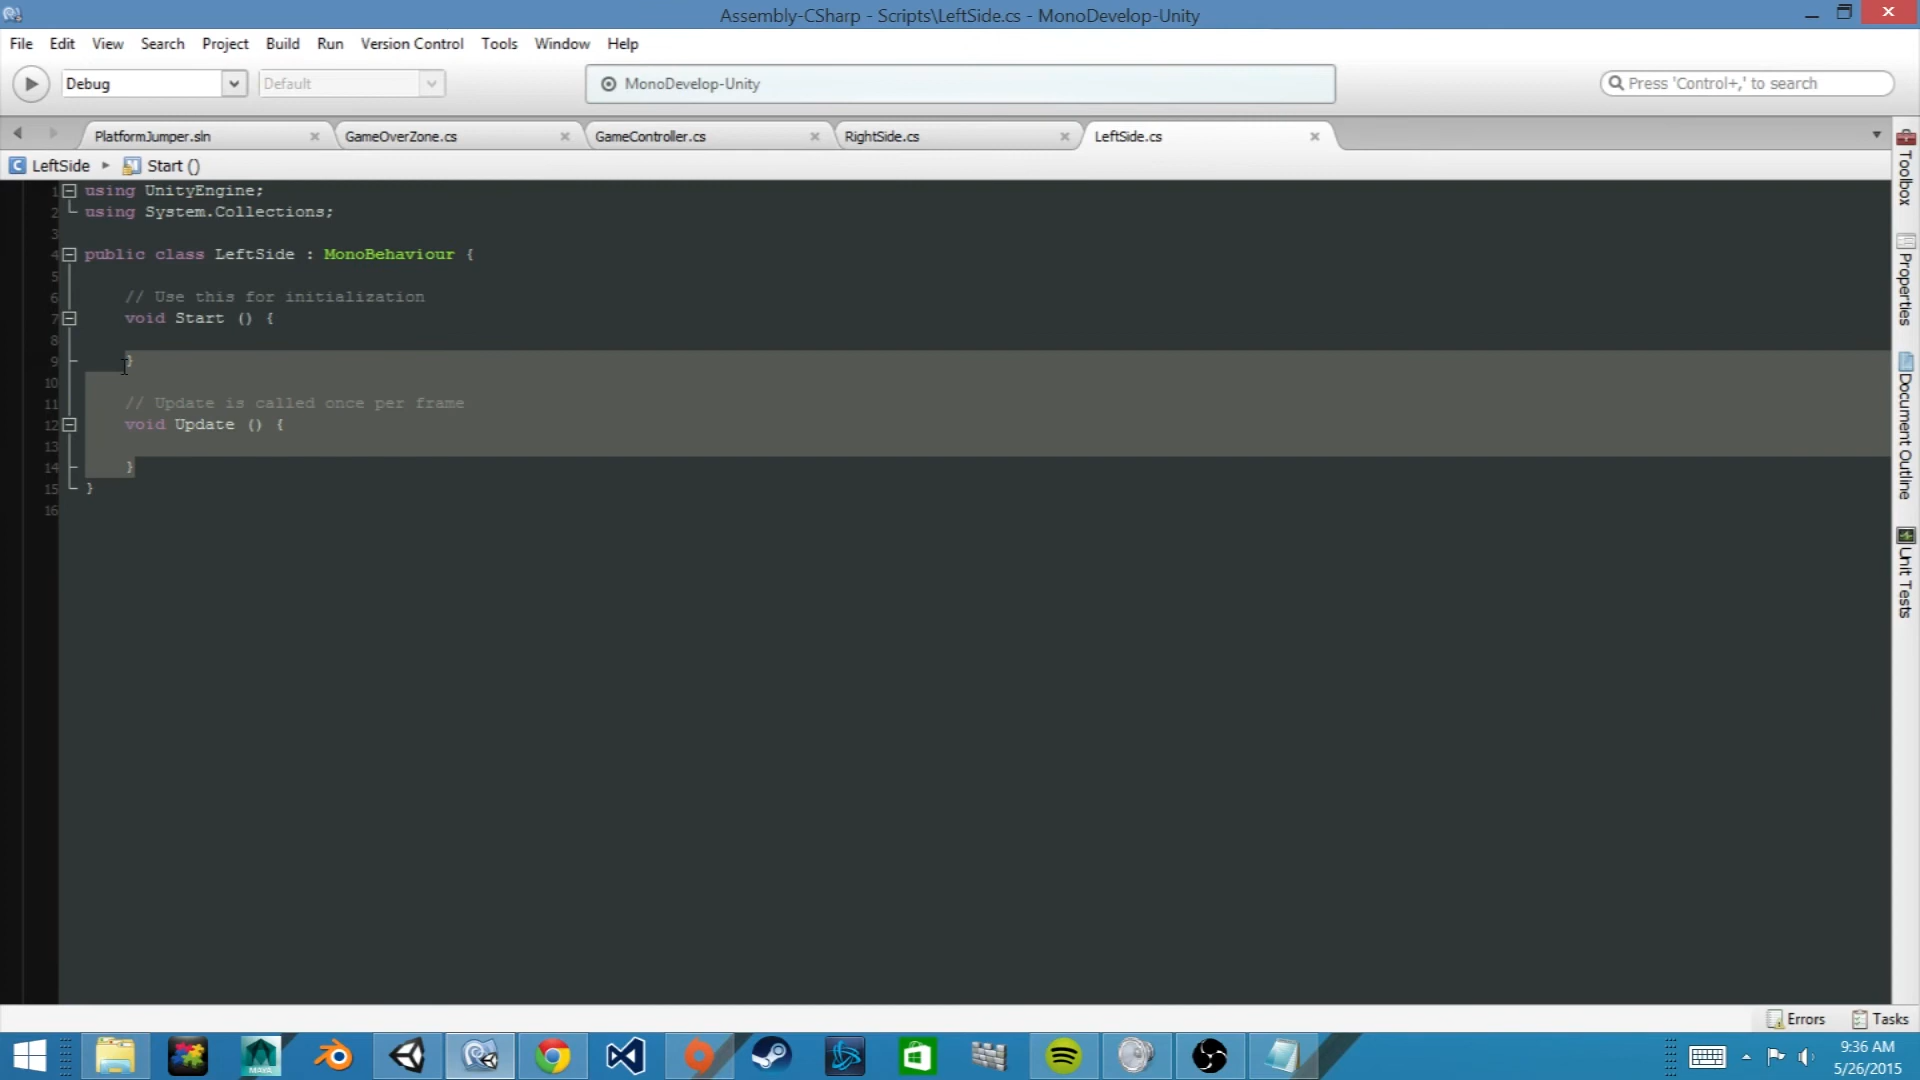 Assembly-CSharp - Scripts\LeftSide.cs - MonoDevelop-Unity
File Edit View Search Project Build Run Version Control Tools Window Help
Debug Default MonoDevelop-Unity Press 'Control+,' to search
PlatformJumper.sln GameOverZone.cs GameController.cs RightSide.cs LeftSide.cs
LeftSide Start ()
1 using UnityEngine;
2 using System.Collections;
3
4 public class LeftSide : MonoBehaviour {
5
6 // Use this for initialization
7 void Start () {
8
9 }
10
11 // Update is called once per frame
12 void Update () {
13
14 }
15 }
16
Toolbox
Properties
Document Outline
Unit Tests
Errors Tasks
MAYA
9:36 AM
5/26/2015